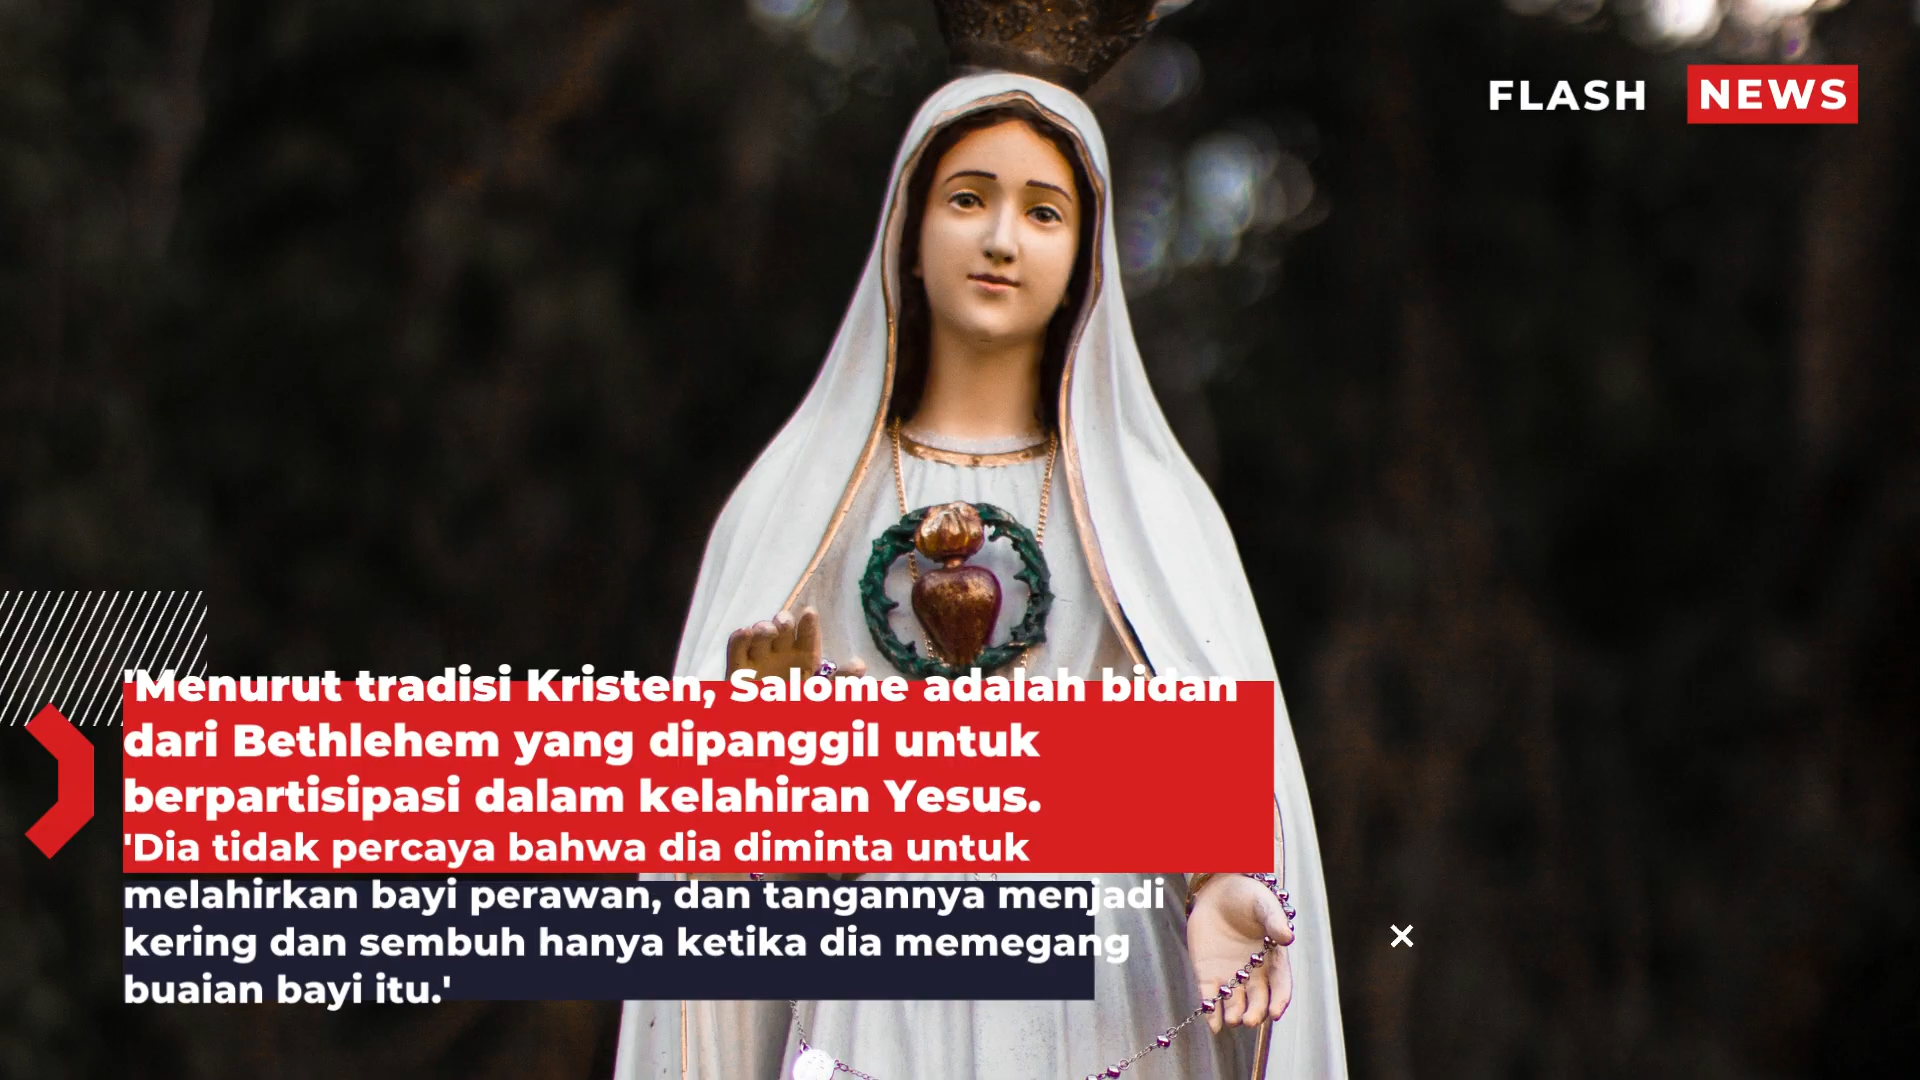 FLASH NEWS
'Menurut tradisi Kristen, Salome adalah bidan
dari Bethlehem yang dipanggil untuk
berpartisipasi dalam kelahiran Yesus.
'Dia tidak percaya bahwa dia diminta untuk
melahirkan bayi perawan, dan tangannya menjadi
kering dan sembuh hanya ketika dia memegang
buaian bayi itu.'